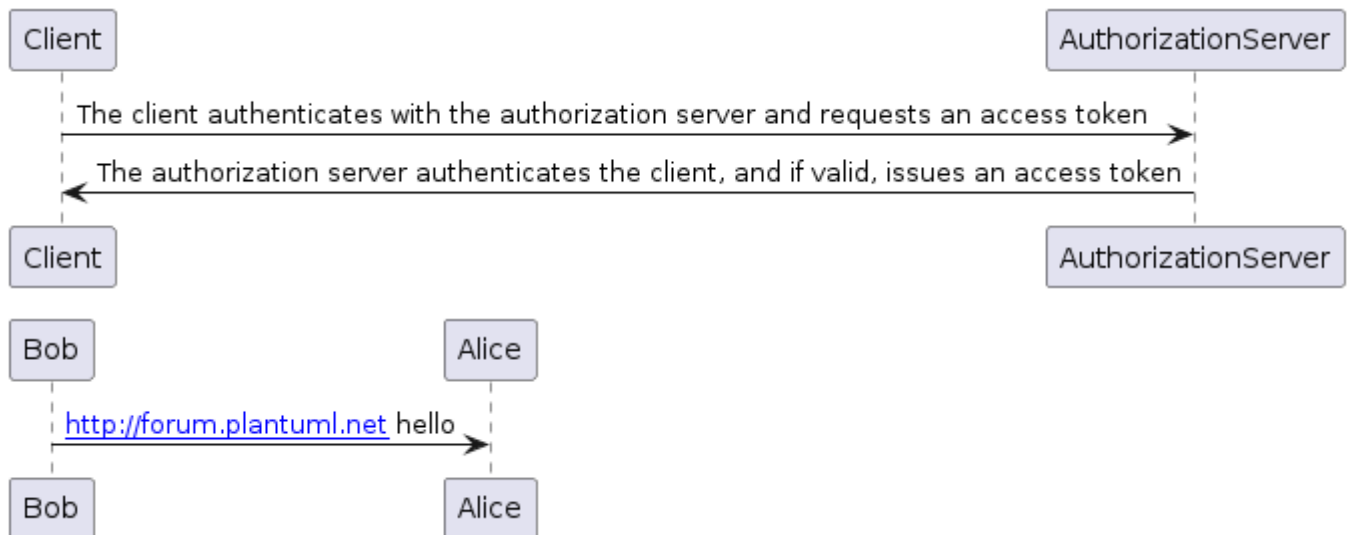 Client AuthorizationServer
The client authenticates with the authorization server and requests an access token
The authorization server authenticates the client, and if valid, issues an access token
Client AuthorizationServer
Bob Alice
http://forum.plantuml.net hello
Bob Alice